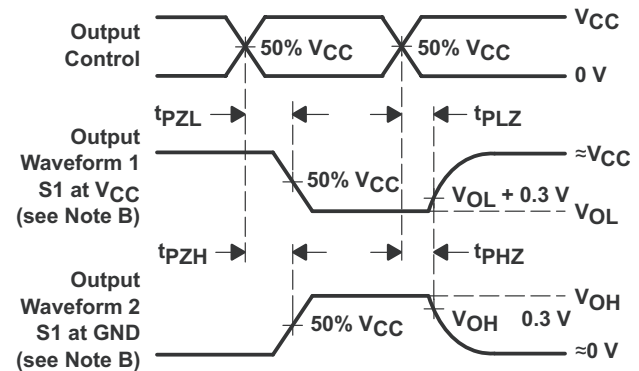 Output
Control
50% VCC
50% VCC
VCC
0 V
tPZL
tPLZ
Output
Waveform 1
S1 at VCC
(see Note B)
50% VCC
VOL + 0.3 V
≈VCC
VOL
tPZH
tPHZ
Output
Waveform 2
S1 at GND
(see Note B)
50% VCC
VOH 0.3 V
VOH
≈0 V